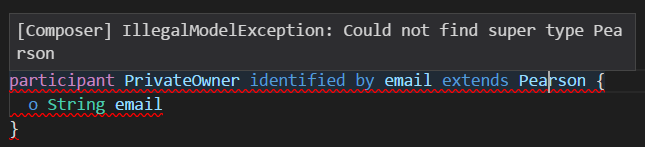 [Composer] IllegalModelException: Could not find super type Pea
rson
participant PrivateOwner identified by email extends Pearson {
  o String email
}